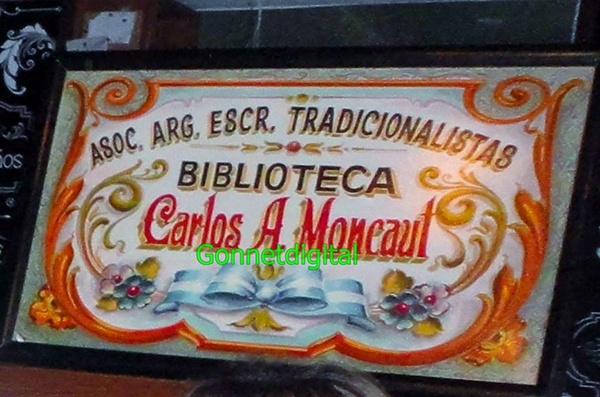 ASOC. ARG. ESCR. TRADICIONALISTAS
BIBLIOTECA
Carlos A Moncaut
Gonnetdigital